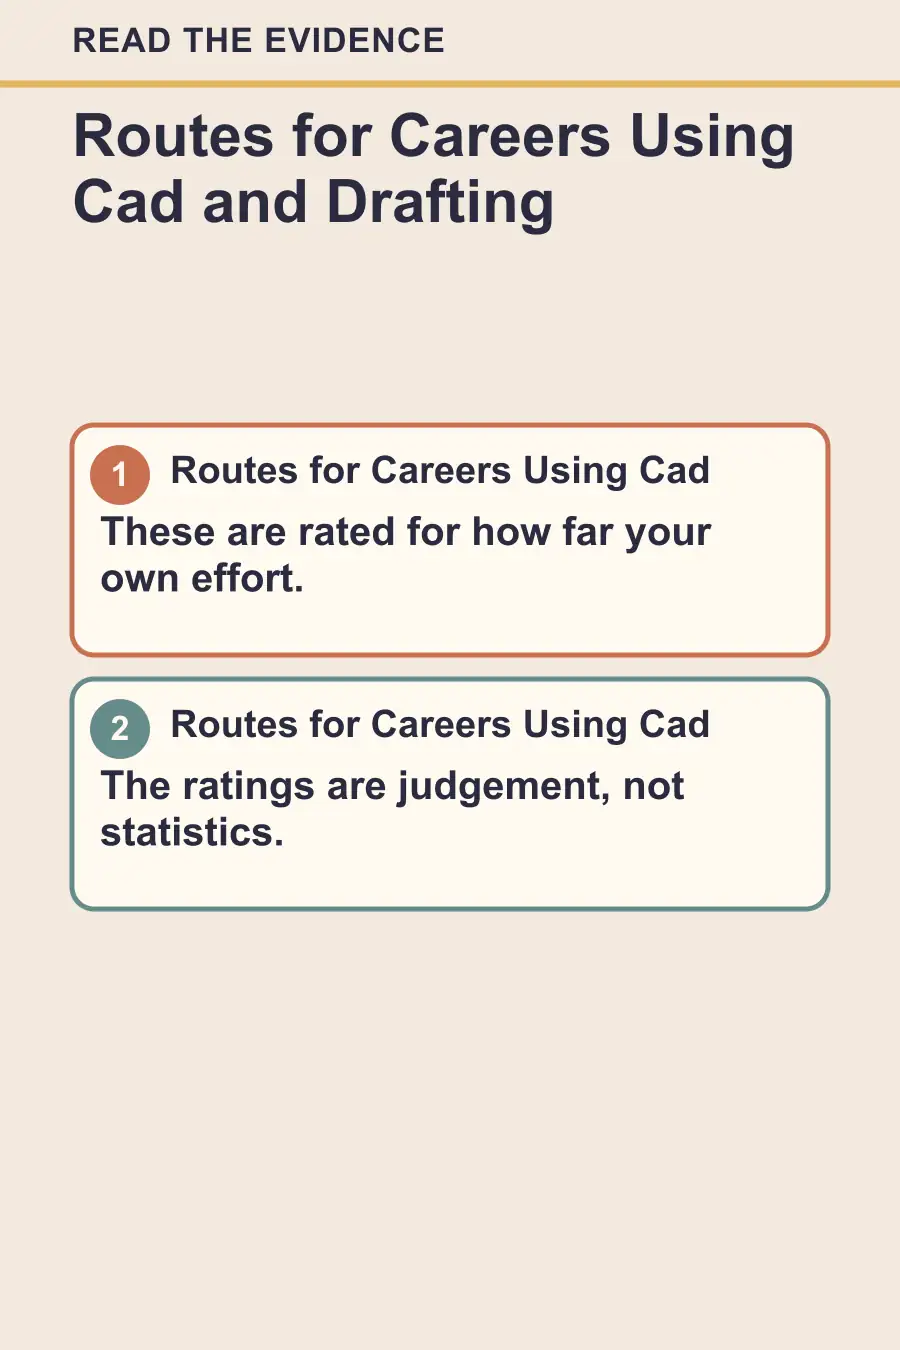 READ THE EVIDENCE
Routes for Careers Using
Cad and Drafting
1 Routes for Careers Using Cad
These are rated for how far your
own effort.
2 Routes for Careers Using Cad
The ratings are judgement, not
statistics.